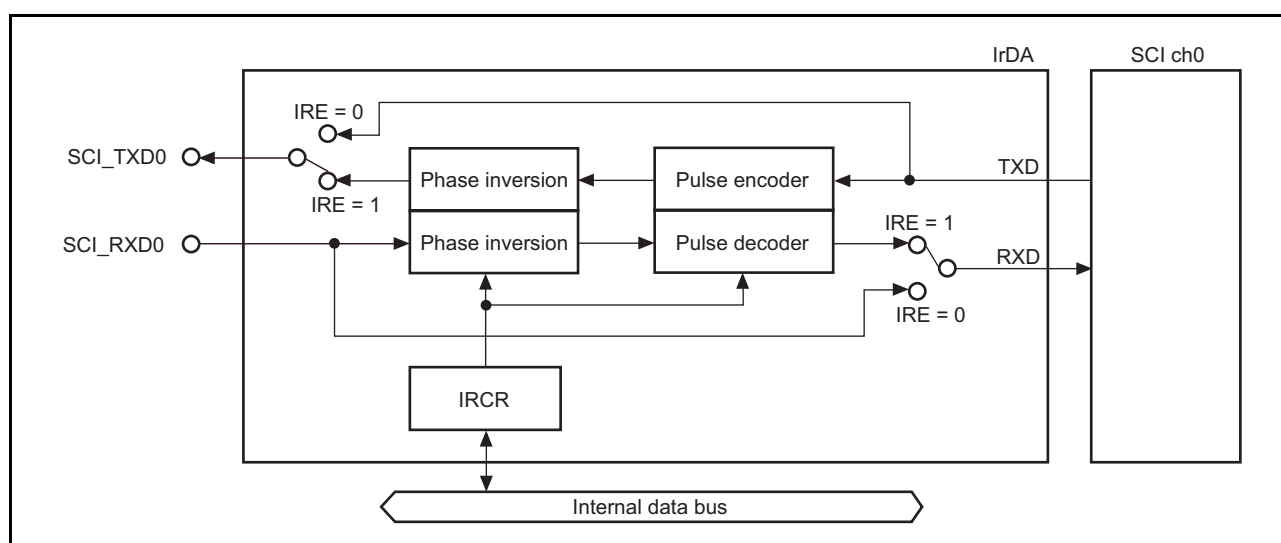 IrDA
SCI ch0
IRE = 0
SCI_TXD0
TXD
Phase inversion
Pulse encoder
IRE = 1
IRE = 1
SCI_RXD0
Phase inversion
Pulse decoder
RXD
IRE = 0
IRCR
Internal data bus